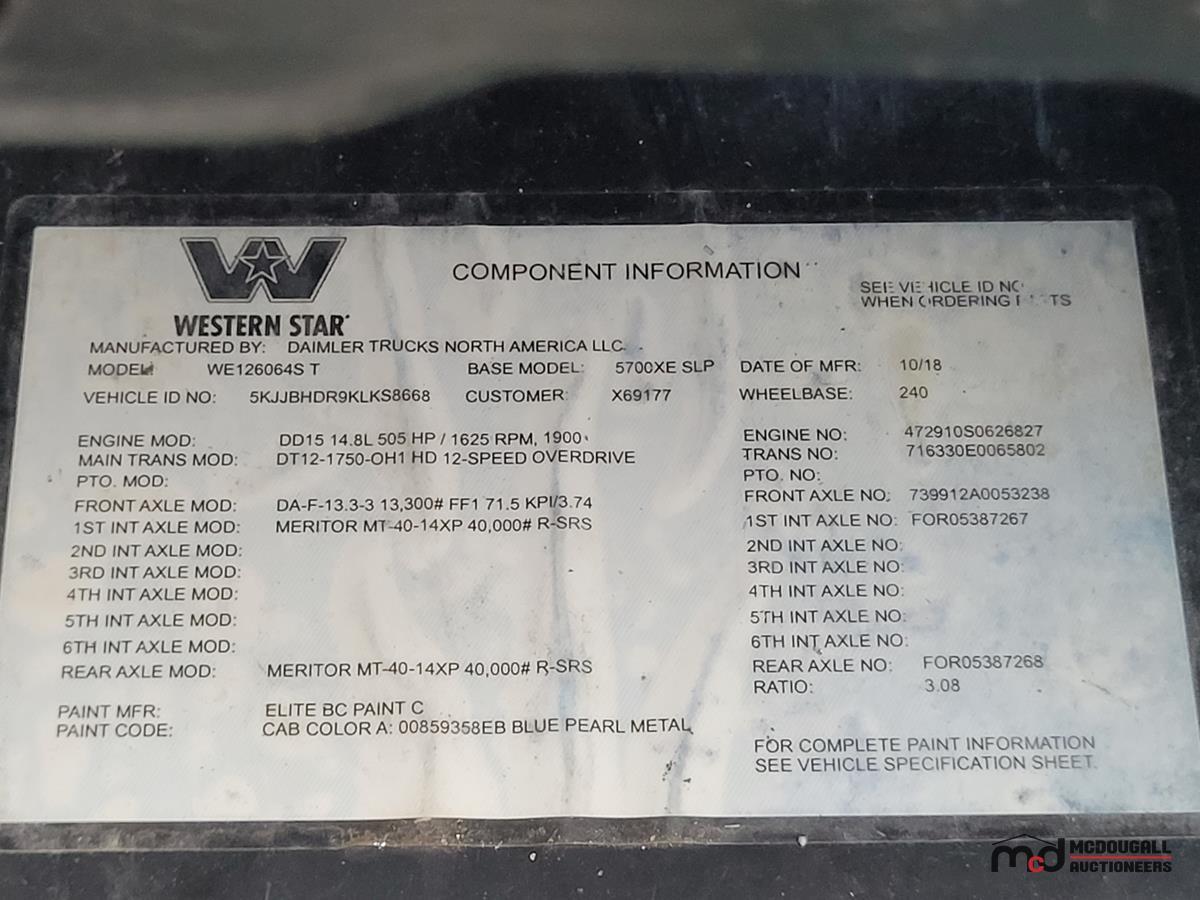 WESTERN STAR
COMPONENT INFORMATION
SEE VEHICLE ID NO
WHEN ORDERING PARTS
MANUFACTURED BY: DAIMLER TRUCKS NORTH AMERICA LLC
MODEL: WE126064S T BASE MODEL: 5700XE SLP DATE OF MFR: 10/18
VEHICLE ID NO: 5KJJBHDR9KLKS8668 CUSTOMER: X69177 WHEELBASE: 240
ENGINE MOD: DD15 14.8L 505 HP / 1625 RPM, 1900 ENGINE NO: 472910S0626827
MAIN TRANS MOD: DT12-1750-OH1 HD 12-SPEED OVERDRIVE TRANS NO: 716330E0065802
PTO. MOD: PTO. NO:
FRONT AXLE MOD: DA-F-13.3-3 13,300# FF1 71.5 KPI/3.74 FRONT AXLE NO: 739912A0053238
1ST INT AXLE MOD: MERITOR MT-40-14XP 40,000# R-SRS 1ST INT AXLE NO: FOR05387267
2ND INT AXLE MOD: 2ND INT AXLE NO:
3RD INT AXLE MOD: 3RD INT AXLE NO:
4TH INT AXLE MOD: 4TH INT AXLE NO:
5TH INT AXLE MOD: 5TH INT AXLE NO:
6TH INT AXLE MOD: 6TH INT AXLE NO:
REAR AXLE MOD: MERITOR MT-40-14XP 40,000# R-SRS REAR AXLE NO: FOR05387268
RATIO: 3.08
PAINT MFR: ELITE BC PAINT C
PAINT CODE: CAB COLOR A: 00859358EB BLUE PEARL METAL
FOR COMPLETE PAINT INFORMATION
SEE VEHICLE SPECIFICATION SHEET.
mcd MCDOUGALL
AUCTIONEERS